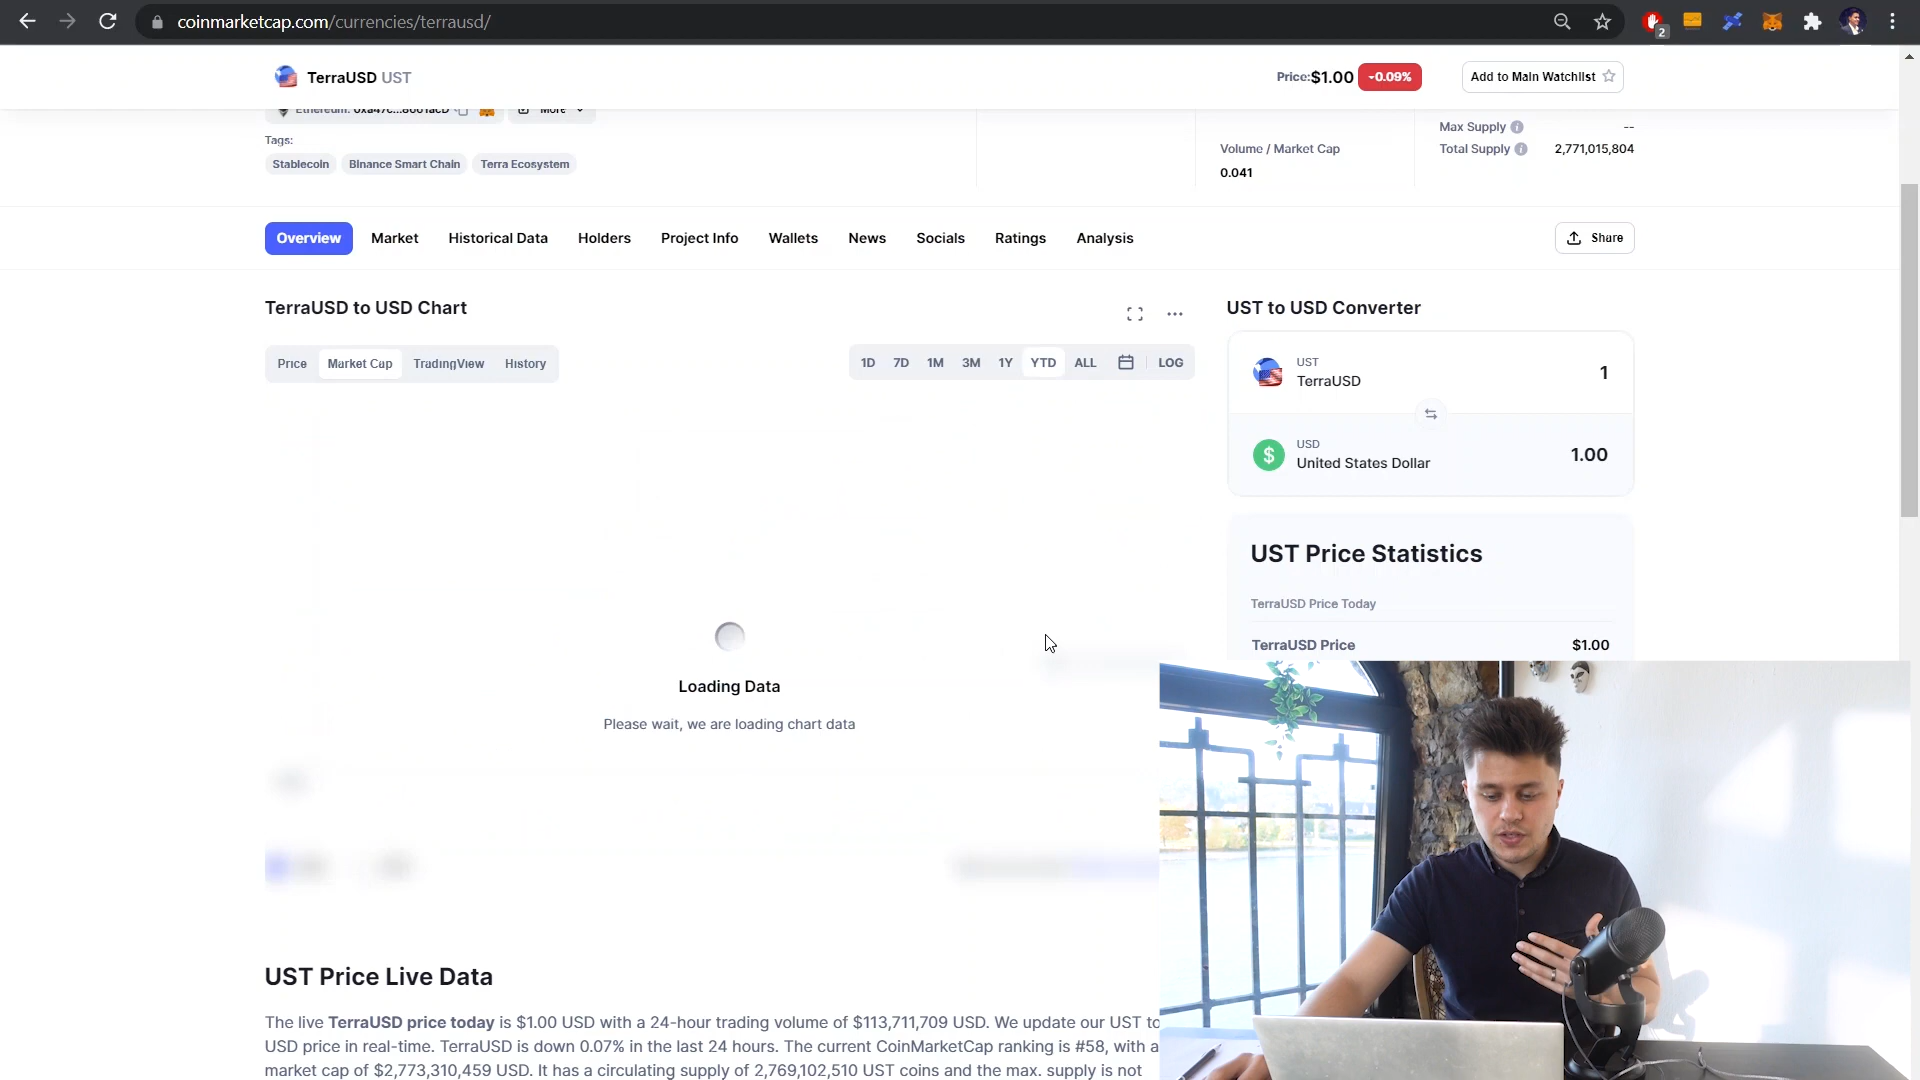 coinmarketcap.com/currencies/terrausd/
2
TerraUSD UST
Price:$1.00 -0.09%
Add to Main Watchlist
Ethereum: 0xa47c...8601acD
More
Tags:
Stablecoin Binance Smart Chain Terra Ecosystem
Volume / Market Cap
0.041
Max Supply --
Total Supply 2,771,015,804
Overview Market Historical Data Holders Project Info Wallets News Socials Ratings Analysis
Share
TerraUSD to USD Chart
Price Market Cap TradingView History
1D 7D 1M 3M 1Y YTD ALL LOG
Loading Data
Please wait, we are loading chart data
UST to USD Converter
UST
TerraUSD 1
USD
United States Dollar 1.00
UST Price Statistics
TerraUSD Price Today
TerraUSD Price $1.00
UST Price Live Data
The live TerraUSD price today is $1.00 USD with a 24-hour trading volume of $113,711,709 USD. We update our UST to
USD price in real-time. TerraUSD is down 0.07% in the last 24 hours. The current CoinMarketCap ranking is #58, with a
market cap of $2,773,310,459 USD. It has a circulating supply of 2,769,102,510 UST coins and the max. supply is not